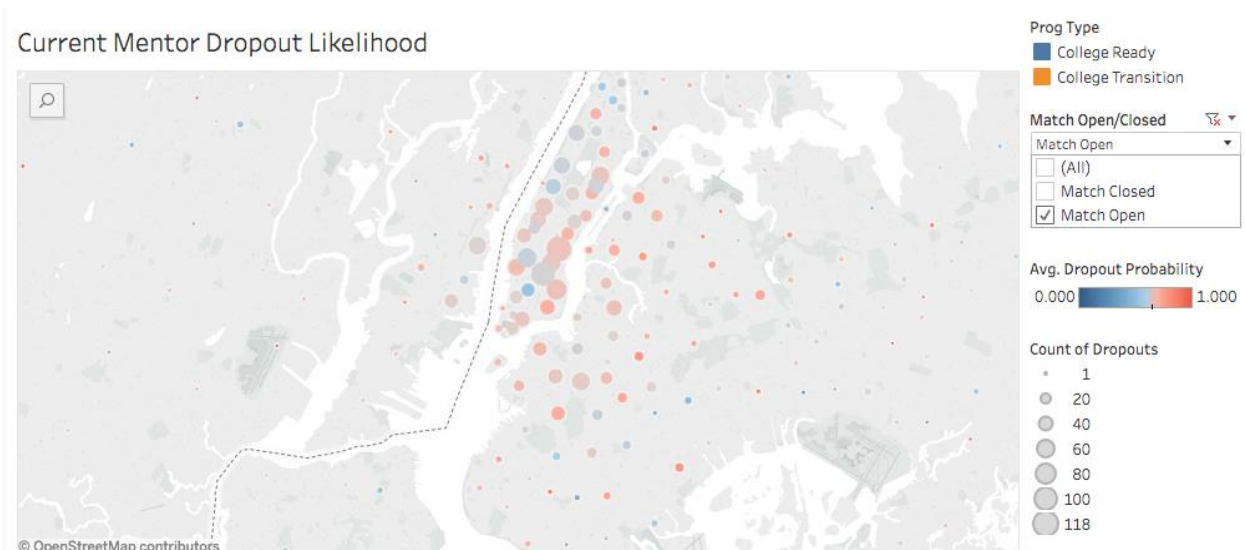 Current Mentor Dropout Likelihood
Prog Type
College Ready
College Transition
Match Open/Closed
Match Open
(All)
Match Closed
Match Open
Avg. Dropout Probability
0.000 1.000
Count of Dropouts
1
20
40
60
80
100
118
© OpenStreetMap contributors